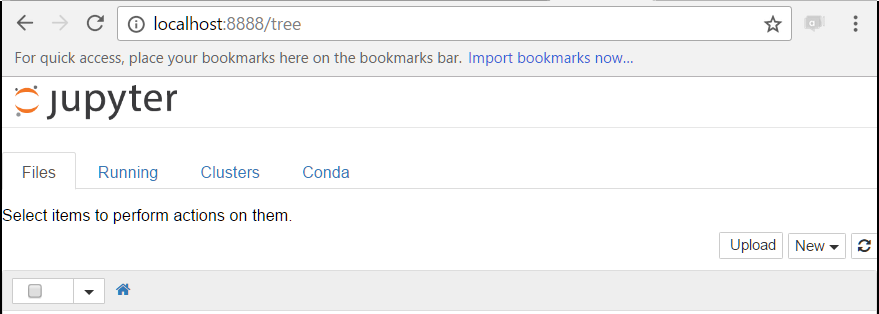 localhost:8888/tree
For quick access, place your bookmarks here on the bookmarks bar. Import bookmarks now...
jupyter
Files Running Clusters Conda
Select items to perform actions on them.
Upload New